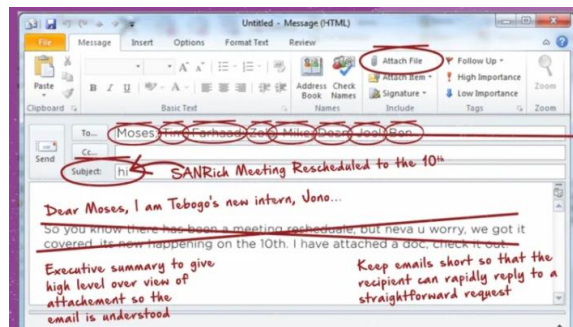 Untitled - Message (HTML)
File Message Insert Options Format Text Review
Paste
B I U
Address Book
Check Names
Attach File
Attach Item
Signature
Follow Up
High Importance
Low Importance
Zoom
Clipboard Basic Text Names Include Tags Zoom
To... Moses, Tim, Farhaad, Zola, Mike, Dean, Joel, Ben
Cc...
Send
Subject: hi SANRich Meeting Rescheduled to the 10th
Dear Moses, I am Tebogo's new intern, Jono...
So you know there has been a meeting reshedule, but neva u worry, we got it
covered, its now happening on the 10th. I have attached a doc, check it out.
Executive summary to give
high level over view of
attachement so the
email is understood
Keep emails short so that the
recipient can rapidly reply to a
straightforward request